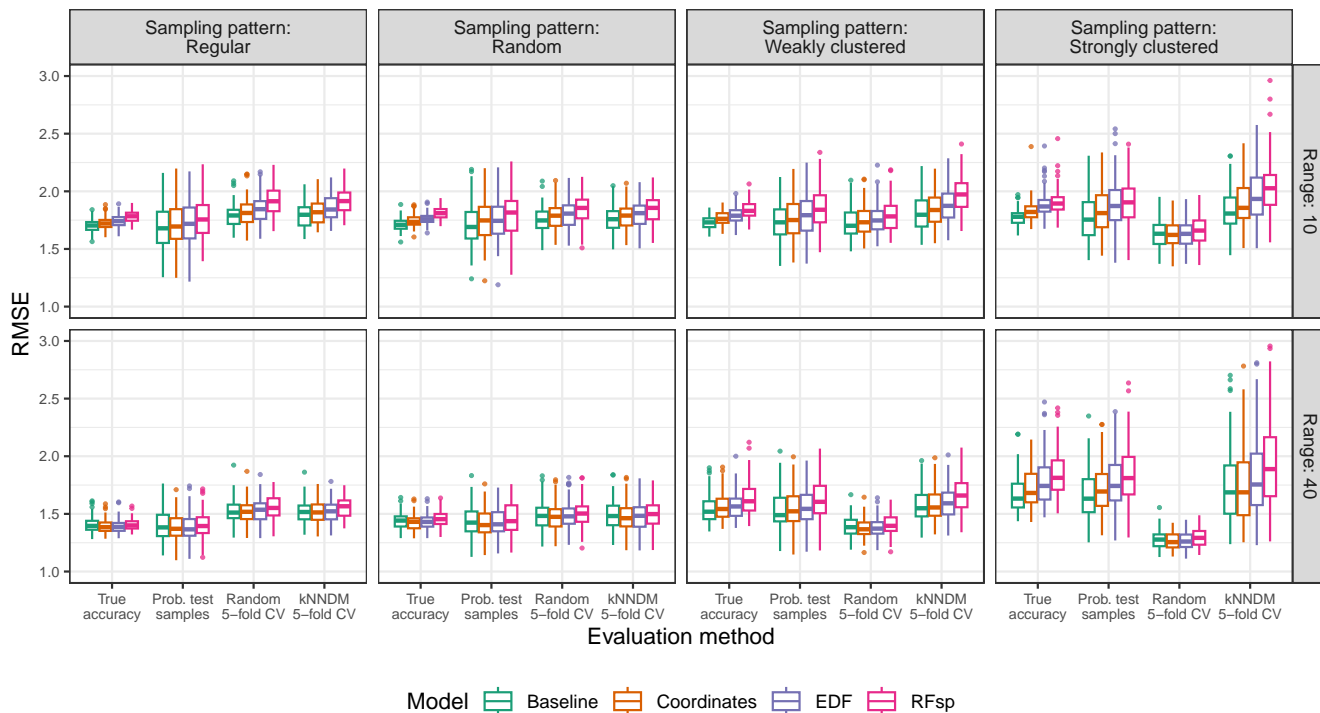 Sampling pattern:
Regular
Sampling pattern:
Random
Sampling pattern:
Weakly clustered
Sampling pattern:
Strongly clustered
RMSE
3.0
2.5
2.0
1.5
1.0
Range: 10
3.0
2.5
2.0
1.5
1.0
Range: 40
True
accuracy
Prob. test
samples
Random
5−fold CV
kNNDM
5−fold CV
True
accuracy
Prob. test
samples
Random
5−fold CV
kNNDM
5−fold CV
True
accuracy
Prob. test
samples
Random
5−fold CV
kNNDM
5−fold CV
True
accuracy
Prob. test
samples
Random
5−fold CV
kNNDM
5−fold CV
Evaluation method
Model Baseline Coordinates EDF RFsp